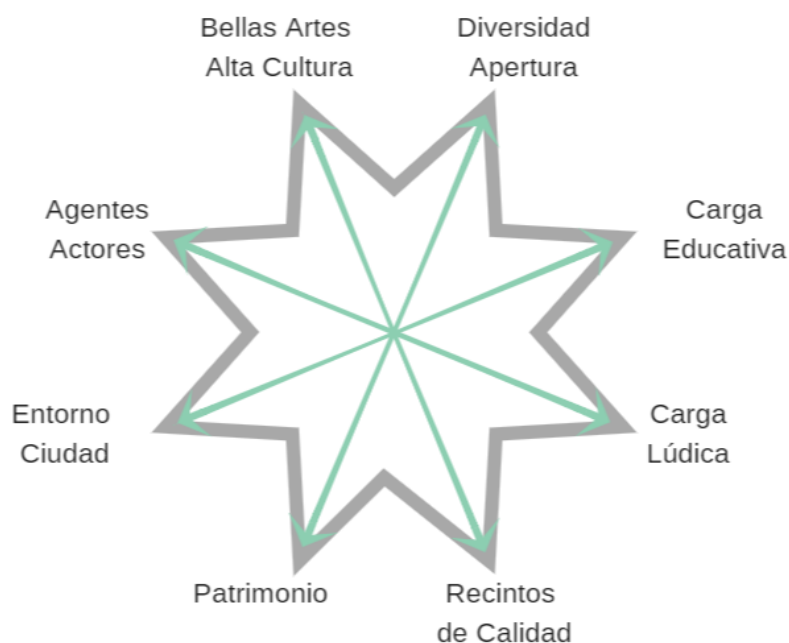 Bellas Artes
Alta Cultura
Diversidad
Apertura
Agentes
Actores
Carga
Educativa
Entorno
Ciudad
Carga
Lúdica
Patrimonio
Recintos
de Calidad